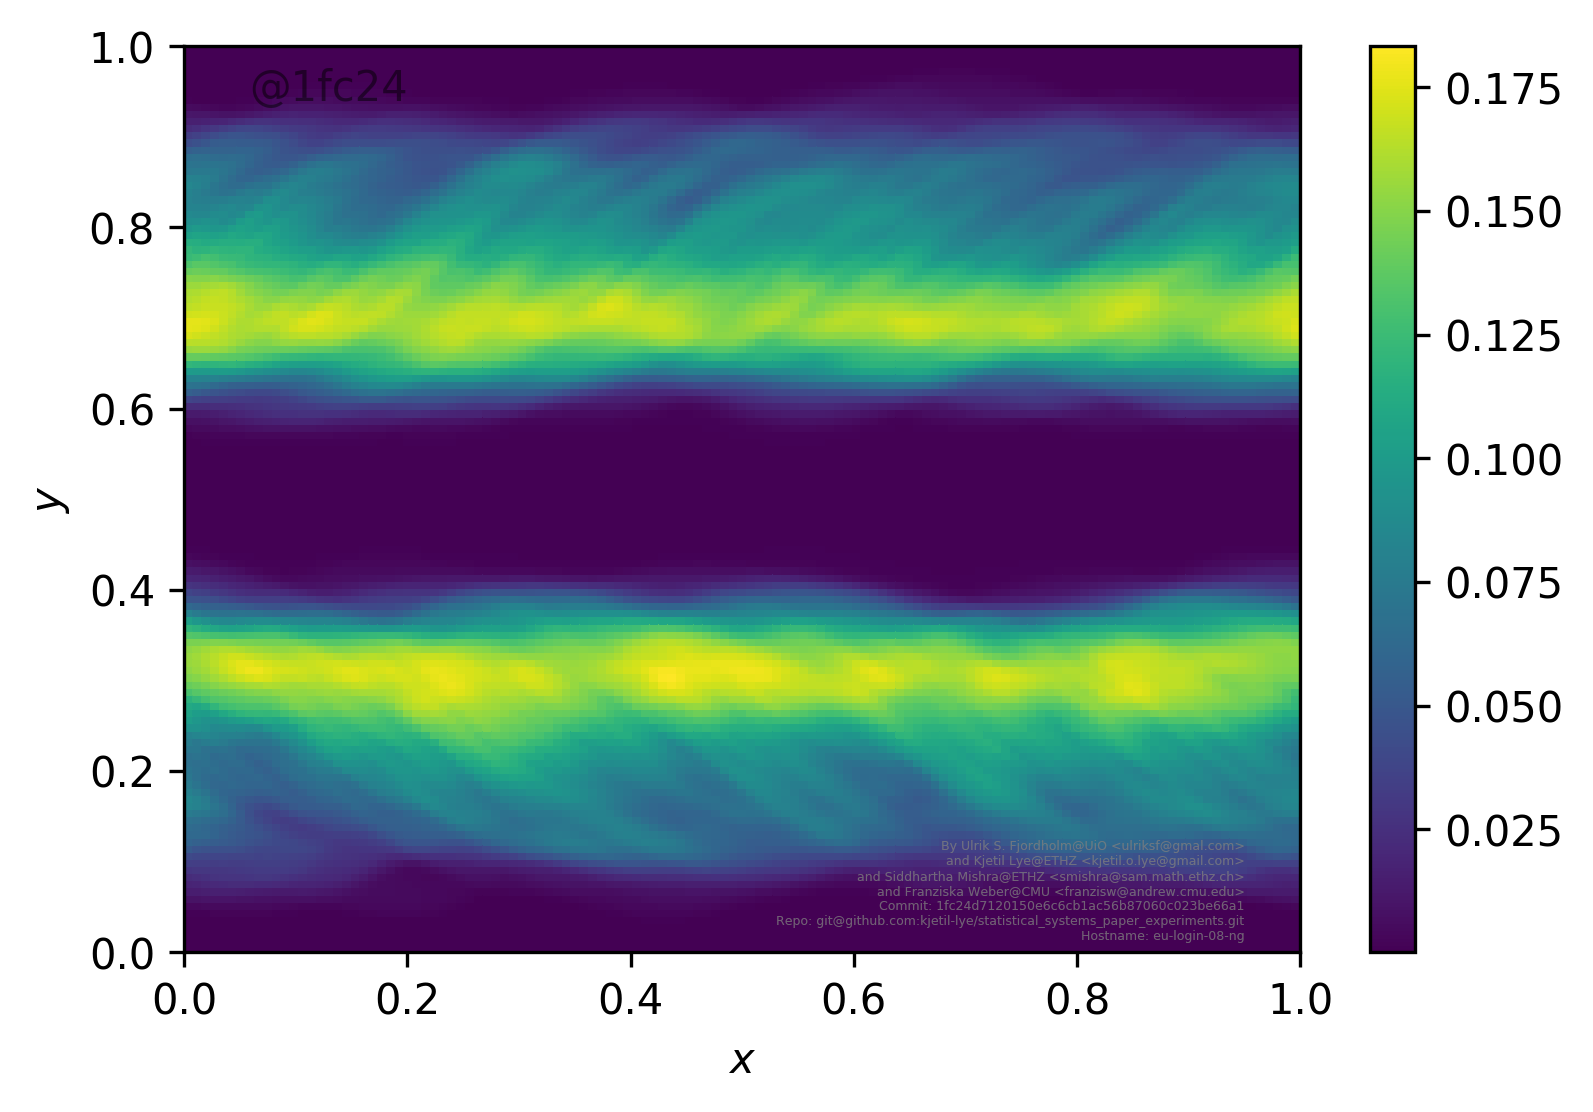 1.0
@1fc24
0.8
0.6
0.4
0.2
0.0
y
0.175
0.150
0.125
0.100
0.075
0.050
0.025
By Ulrik S. Fjordholm@UiO <ulriksf@gmal.com>
and Kjetil Lye@ETHZ <kjetil.o.lye@gmail.com>
and Siddhartha Mishra@ETHZ <smishra@sam.math.ethz.ch>
and Franziska Weber@CMU <franzisw@andrew.cmu.edu>
Commit: 1fc24d7120150e6c6cb1ac56b87060c023be66a1
Repo: git@github.com:kjetil-lye/statistical_systems_paper_experiments.git
Hostname: eu-login-08-ng
0.0 0.2 0.4 0.6 0.8 1.0
x